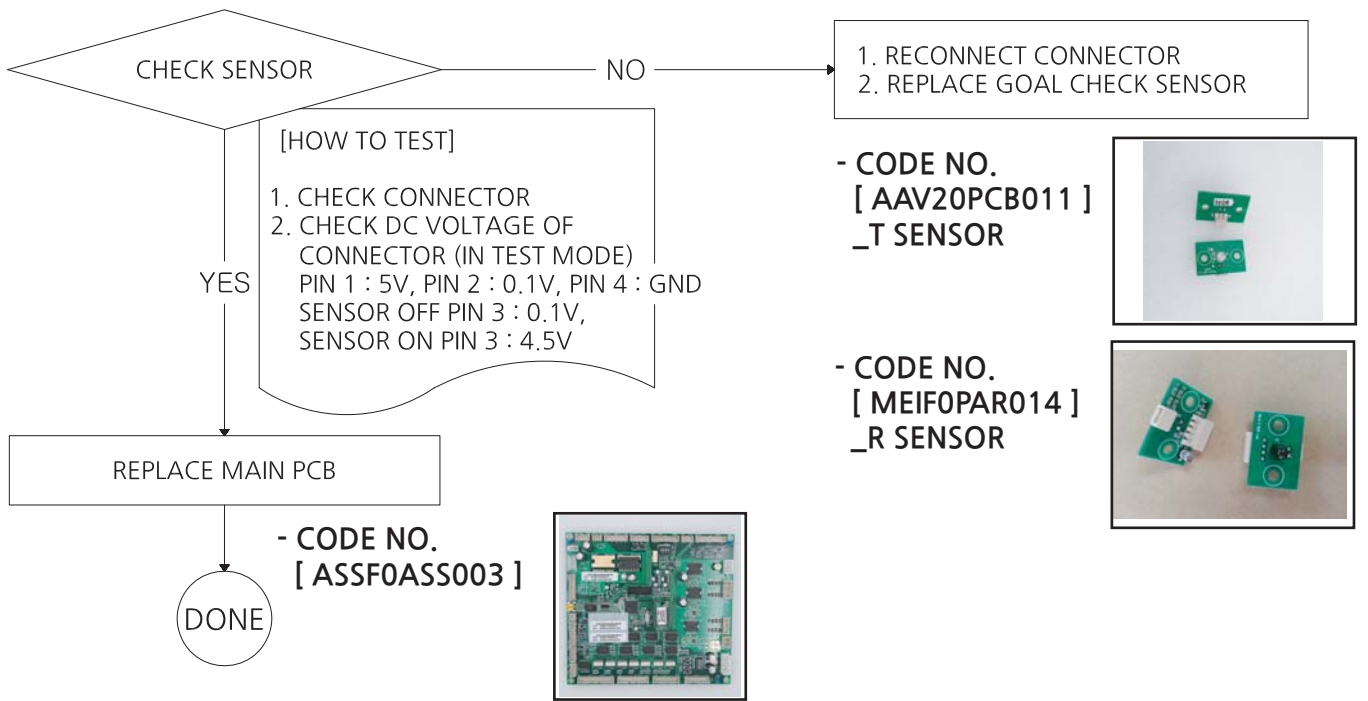 CHECK SENSOR
NO
1. RECONNECT CONNECTOR
2. REPLACE GOAL CHECK SENSOR
[HOW TO TEST]
1. CHECK CONNECTOR
2. CHECK DC VOLTAGE OF
CONNECTOR (IN TEST MODE)
PIN 1 : 5V, PIN 2 : 0.1V, PIN 4 : GND
SENSOR OFF PIN 3 : 0.1V,
SENSOR ON PIN 3 : 4.5V
YES
- CODE NO.
[ AAV20PCB011 ]
_T SENSOR
- CODE NO.
[ MEIF0PAR014 ]
_R SENSOR
REPLACE MAIN PCB
- CODE NO.
[ ASSF0ASS003 ]
DONE